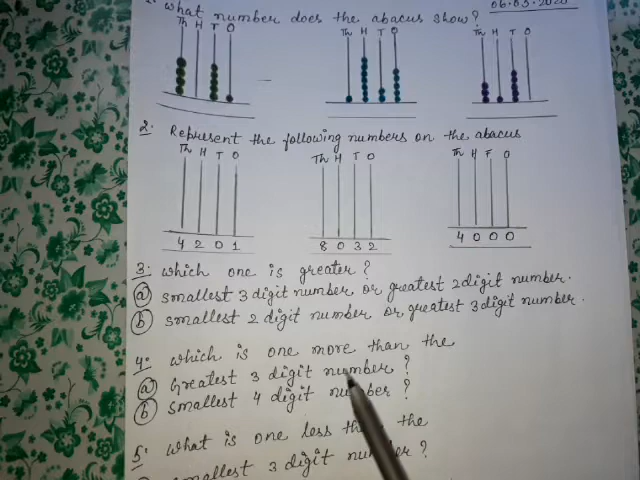 What number does the abacus show?
Th H T O
Th H T O
Th H T O
2. Represent the following numbers on the abacus
Th H T O
4 2 0 1
Th H T O
8 0 3 2
Th H T O
4 0 0 0
3. which one is greater?
(a) smallest 3 digit number or greatest 2 digit number.
(b) smallest 2 digit number or greatest 3 digit number.
4. which is one more than the
(a) Greatest 3 digit number?
(b) smallest 4 digit number?
5. what is one less than the
smallest 3 digit number?